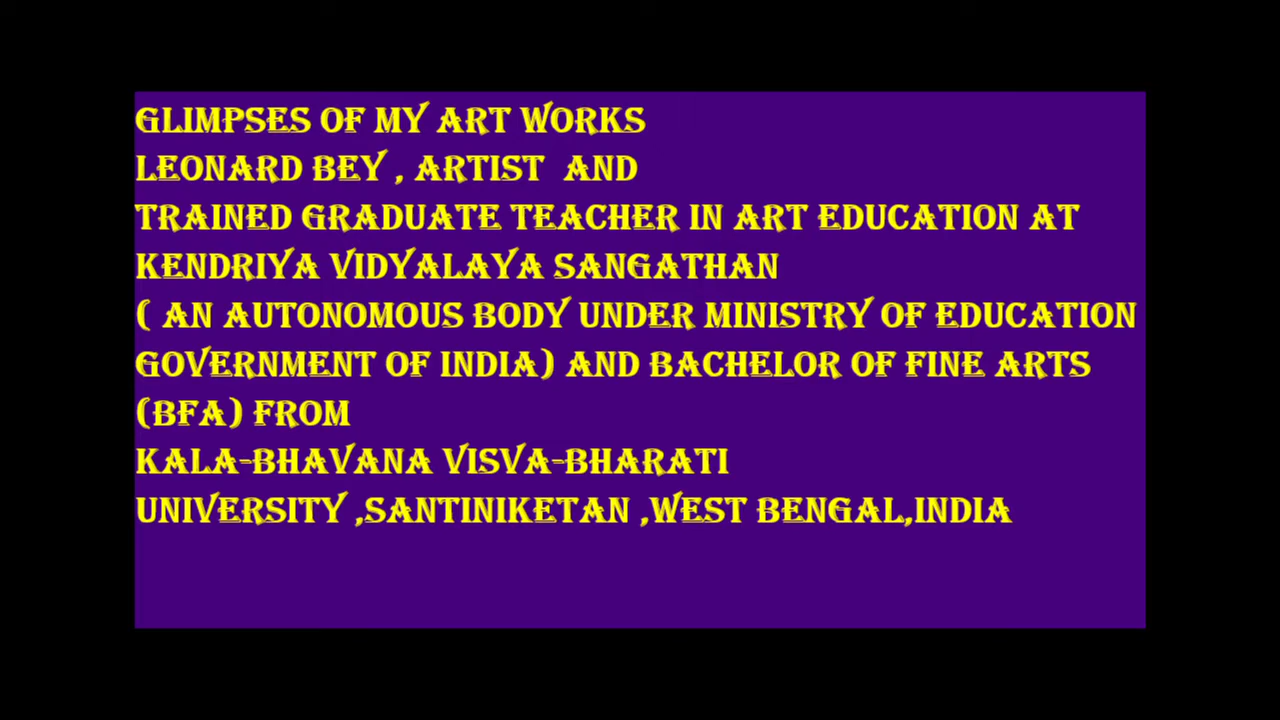 GLIMPSES OF MY ART WORKS
LEONARD BEY , ARTIST  AND
TRAINED GRADUATE TEACHER IN ART EDUCATION AT
KENDRIYA VIDYALAYA SANGATHAN
( AN AUTONOMOUS BODY UNDER MINISTRY OF EDUCATION
GOVERNMENT OF INDIA) AND BACHELOR OF FINE ARTS
(BFA) FROM
KALA-BHAVANA VISVA-BHARATI
UNIVERSITY ,SANTINIKETAN ,WEST BENGAL,INDIA